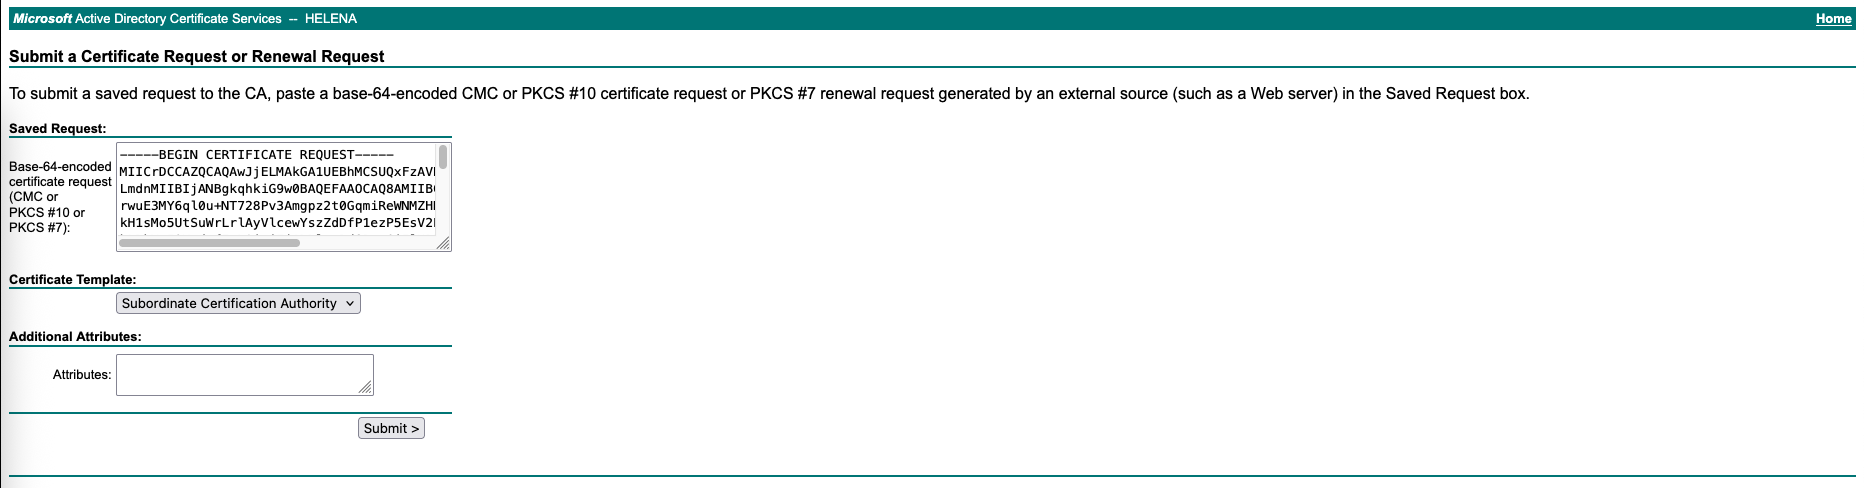 Microsoft Active Directory Certificate Services -- HELENA
Home
Submit a Certificate Request or Renewal Request
To submit a saved request to the CA, paste a base-64-encoded CMC or PKCS #10 certificate request or PKCS #7 renewal request generated by an external source (such as a Web server) in the Saved Request box.
Saved Request:
Base-64-encoded
certificate request
(CMC or
PKCS #10 or
PKCS #7):
-----BEGIN CERTIFICATE REQUEST-----
MIICrDCCAZQCAQAwJjELMAkGA1UEBhMCSUQxFzAV
LmdnMIIBIjANBgkqhkiG9w0BAQEFAAOCAQ8AMIIB
rwuE3MY6ql0u+NT728Pv3Amgpz2t0GqmiReWNMZH
kH1sMo5UtSuWrLrlAyVlcewYszZdDfP1ezP5EsV2
Certificate Template:
Subordinate Certification Authority
Additional Attributes:
Attributes:
Submit >